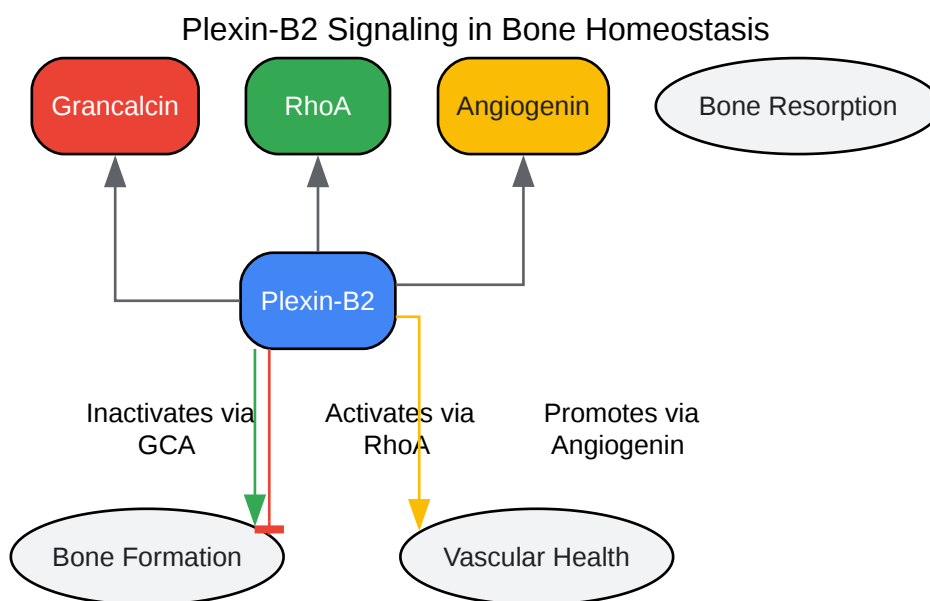 Plexin-B2 Signaling in Bone Homeostasis
Grancalcin
RhoA
Angiogenin
Bone Resorption
Plexin-B2
Inactivates via
GCA
Activates via
RhoA
Promotes via
Angiogenin
Bone Formation
Vascular Health